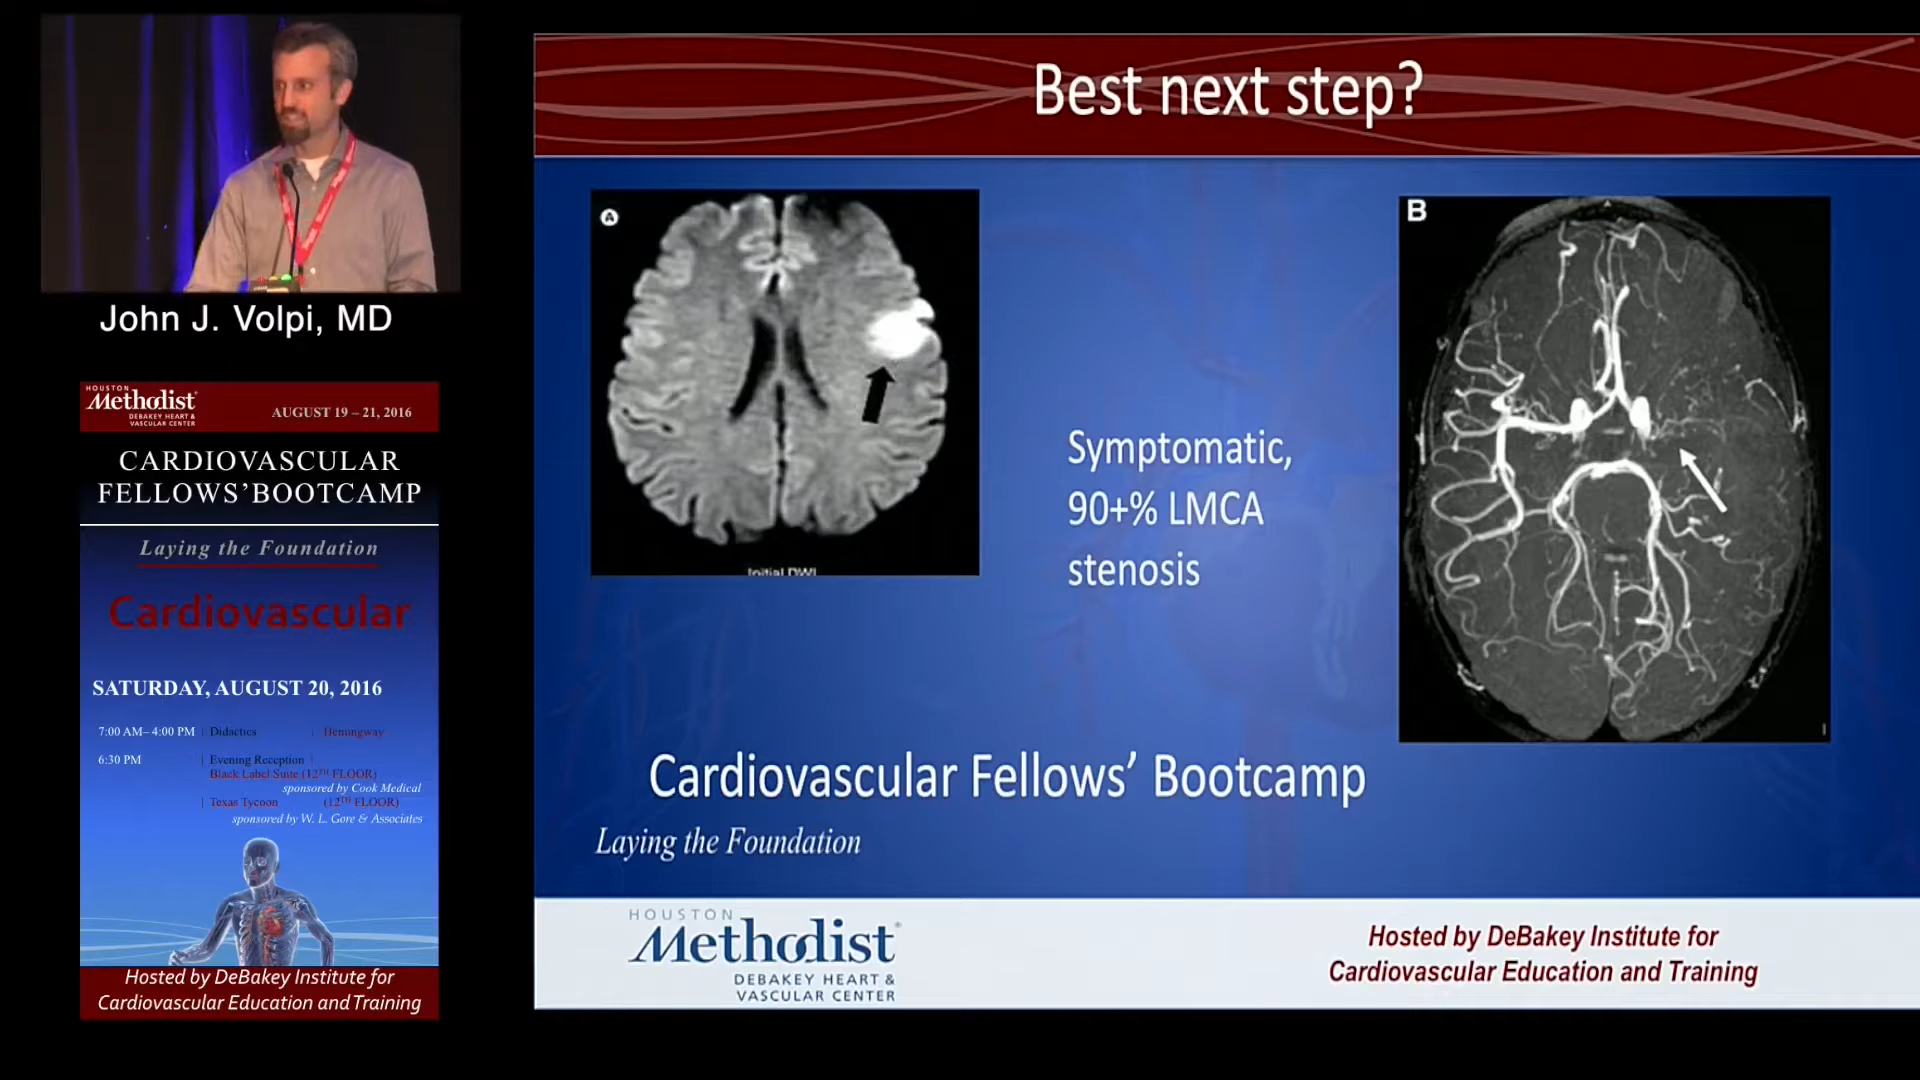 John J. Volpi, MD
HOUSTON
Methodist
DEBAKEY HEART &
VASCULAR CENTER
AUGUST 19 – 21, 2016
CARDIOVASCULAR
FELLOWS’BOOTCAMP
Laying the Foundation
Cardiovascular
SATURDAY, AUGUST 20, 2016
7:00 AM– 4:00 PM | Didactics | Hemingway
6:30 PM | Evening Reception |
Black Label Suite (12TH FLOOR)
sponsored by Cook Medical
| Texas Tycoon (12TH FLOOR)
sponsored by W. L. Gore & Associates
Hosted by DeBakey Institute for
Cardiovascular Education and Training
Best next step?
A
Initial DWI
Symptomatic,
90+% LMCA
stenosis
B
Cardiovascular Fellows’ Bootcamp
Laying the Foundation
HOUSTON
Methodist
DEBAKEY HEART &
VASCULAR CENTER
Hosted by DeBakey Institute for
Cardiovascular Education and Training